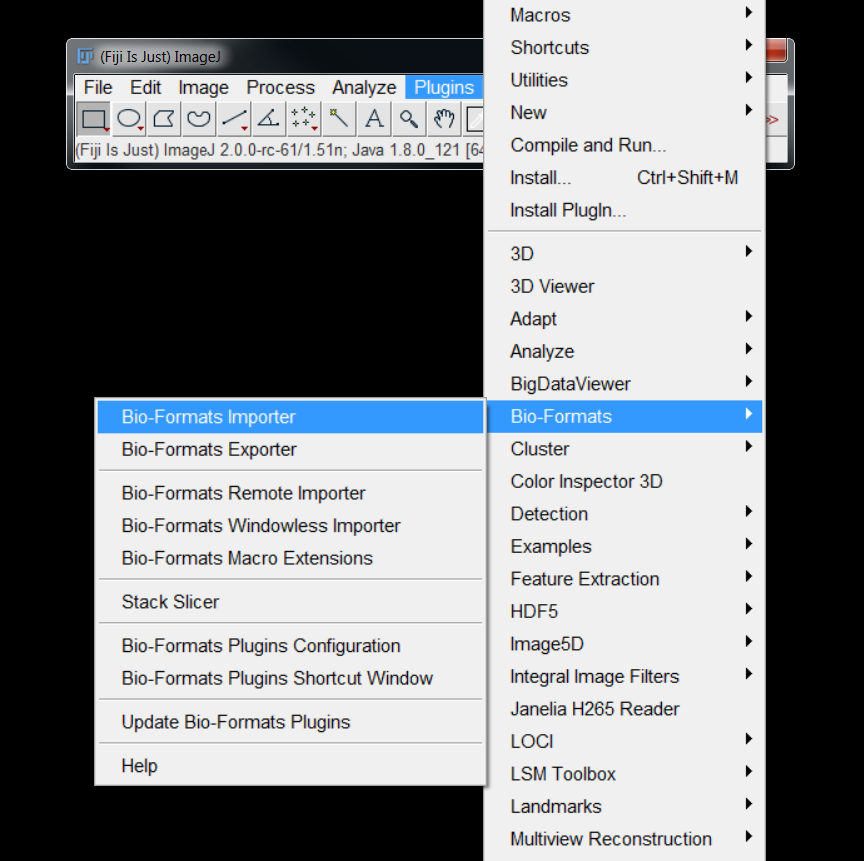 (Fiji Is Just) ImageJ
File Edit Image Process Analyze Plugins
A
>>
(Fiji Is Just) ImageJ 2.0.0-rc-61/1.51n; Java 1.8.0_121 [64
Macros
Shortcuts
Utilities
New
Compile and Run...
Install... Ctrl+Shift+M
Install PlugIn...
3D
3D Viewer
Adapt
Analyze
BigDataViewer
Bio-Formats
Cluster
Color Inspector 3D
Detection
Examples
Feature Extraction
HDF5
Image5D
Integral Image Filters
Janelia H265 Reader
LOCI
LSM Toolbox
Landmarks
Multiview Reconstruction
Bio-Formats Importer
Bio-Formats Exporter
Bio-Formats Remote Importer
Bio-Formats Windowless Importer
Bio-Formats Macro Extensions
Stack Slicer
Bio-Formats Plugins Configuration
Bio-Formats Plugins Shortcut Window
Update Bio-Formats Plugins
Help